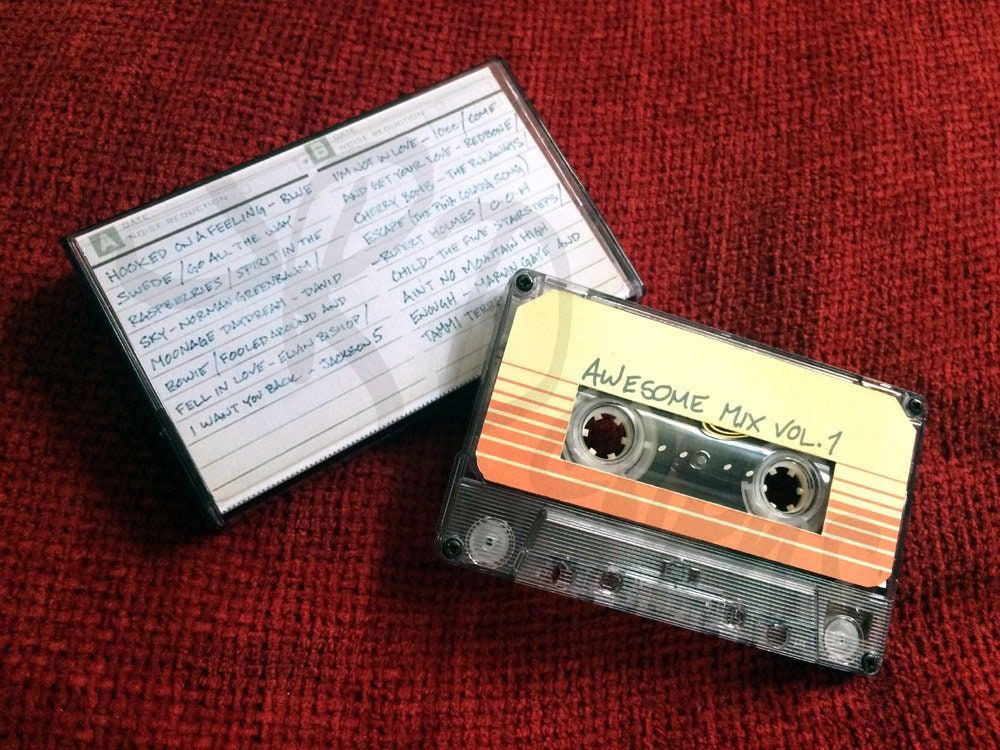 A DATE
NOISE REDUCTION
HOOKED ON A FEELING - BLUE
SWEDE / GO ALL THE WAY
RASPBERRIES / SPIRIT IN THE
SKY - NORMAN GREENBAUM /
MOONAGE DAYDREAM - DAVID
BOWIE / FOOLED AROUND AND
FELL IN LOVE - ELVIN BISHOP /
I WANT YOU BACK - JACKSON 5
B DATE
NOISE REDUCTION
I'M NOT IN LOVE - 10CC / COME
AND GET YOUR LOVE - REDBONE /
CHERRY BOMB - THE RUNAWAYS /
ESCAPE (THE PINA COLADA SONG)
- RUPERT HOLMES / O-O-H
CHILD - THE FIVE STAIRSTEPS /
AIN'T NO MOUNTAIN HIGH
ENOUGH - MARVIN GAYE AND
TAMMI
AWESOME MIX VOL. 1